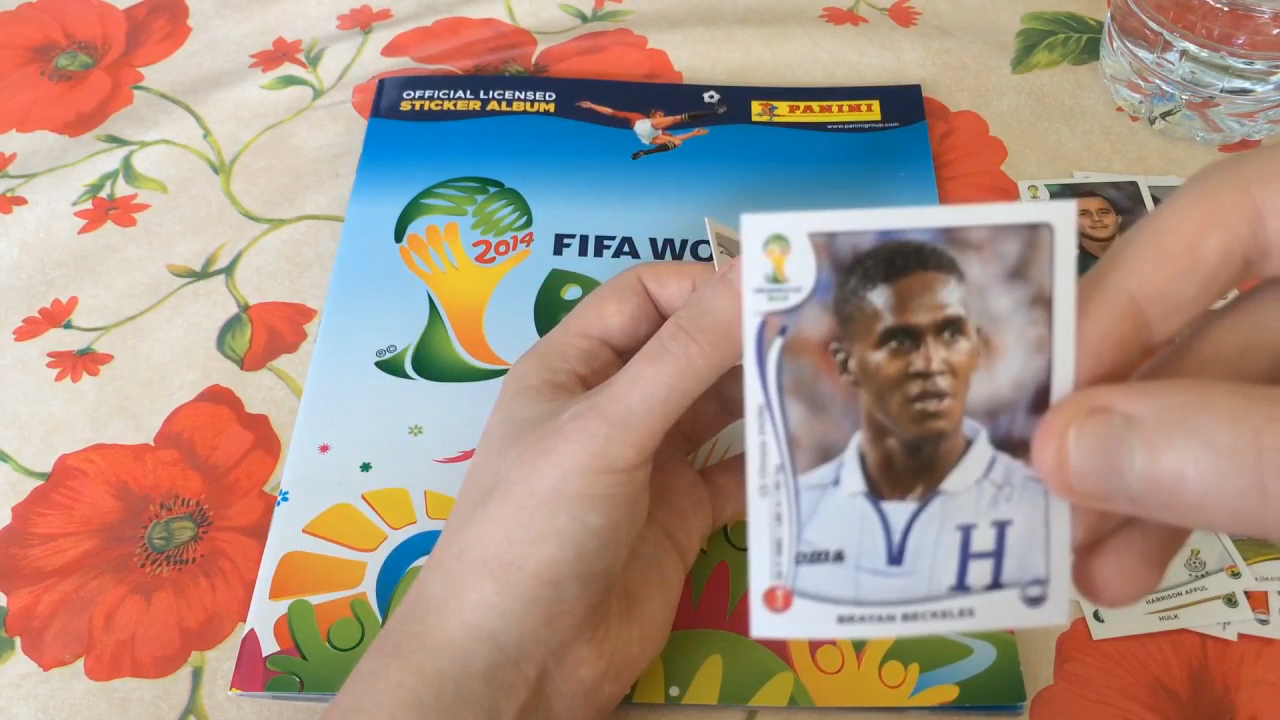 OFFICIAL LICENSED
STICKER ALBUM
PANINI
www.paninigroup.com
2014
FIFA WO
®©
H
BRAYAN BECKELES
HARRISON AFFUL
HULK